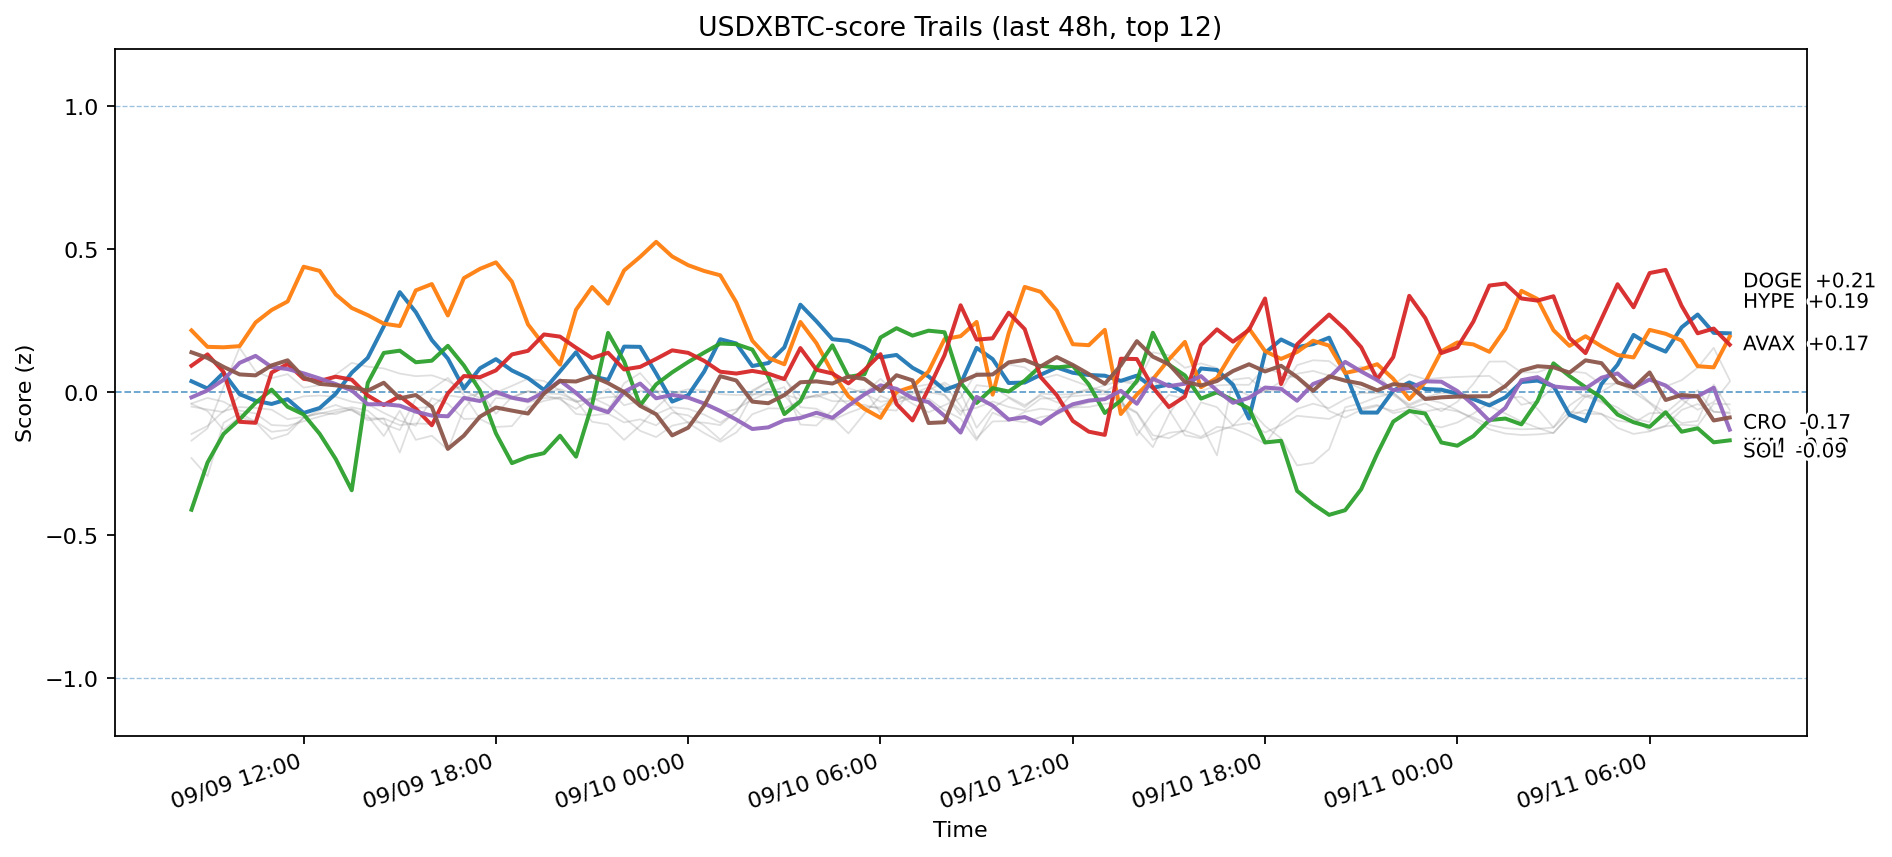 USDXBTC-score Trails (last 48h, top 12)
Score (z)
1.0
0.5
0.0
−0.5
−1.0
DOGE +0.21
HYPE +0.19
AVAX +0.17
CRO -0.17
SOL -0.09
09/09 12:00
09/09 18:00
09/10 00:00
09/10 06:00
09/10 12:00
09/10 18:00
09/11 00:00
09/11 06:00
Time